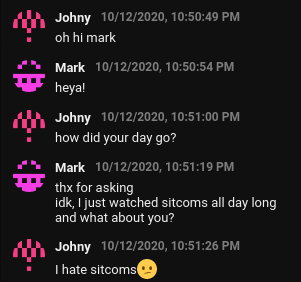 Johny 10/12/2020, 10:50:49 PM
oh hi mark
Mark 10/12/2020, 10:50:54 PM
heya!
Johny 10/12/2020, 10:51:00 PM
how did your day go?
Mark 10/12/2020, 10:51:19 PM
thx for asking
idk, I just watched sitcoms all day long
and what about you?
Johny 10/12/2020, 10:51:26 PM
I hate sitcoms🫤